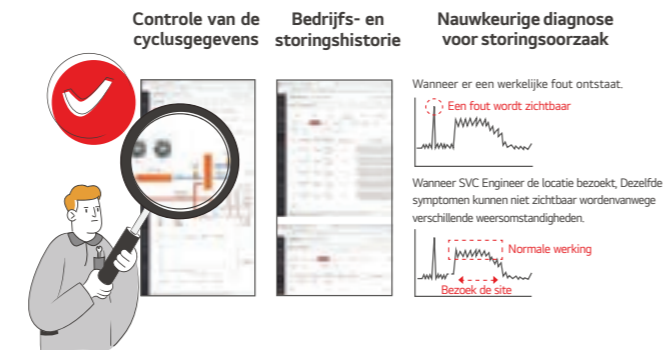 Controle van de
cyclusgegevens
Bedrijfs- en
storingshistorie
Nauwkeurige diagnose
voor storingsoorzaak
Wanneer er een werkelijke fout ontstaat.
Een fout wordt zichtbaar
Wanneer SVC Engineer de locatie bezoekt, Dezelfde
symptomen kunnen niet zichtbaar wordenvanwege
verschillende weersomstandigheden.
Normale werking
Bezoek de site